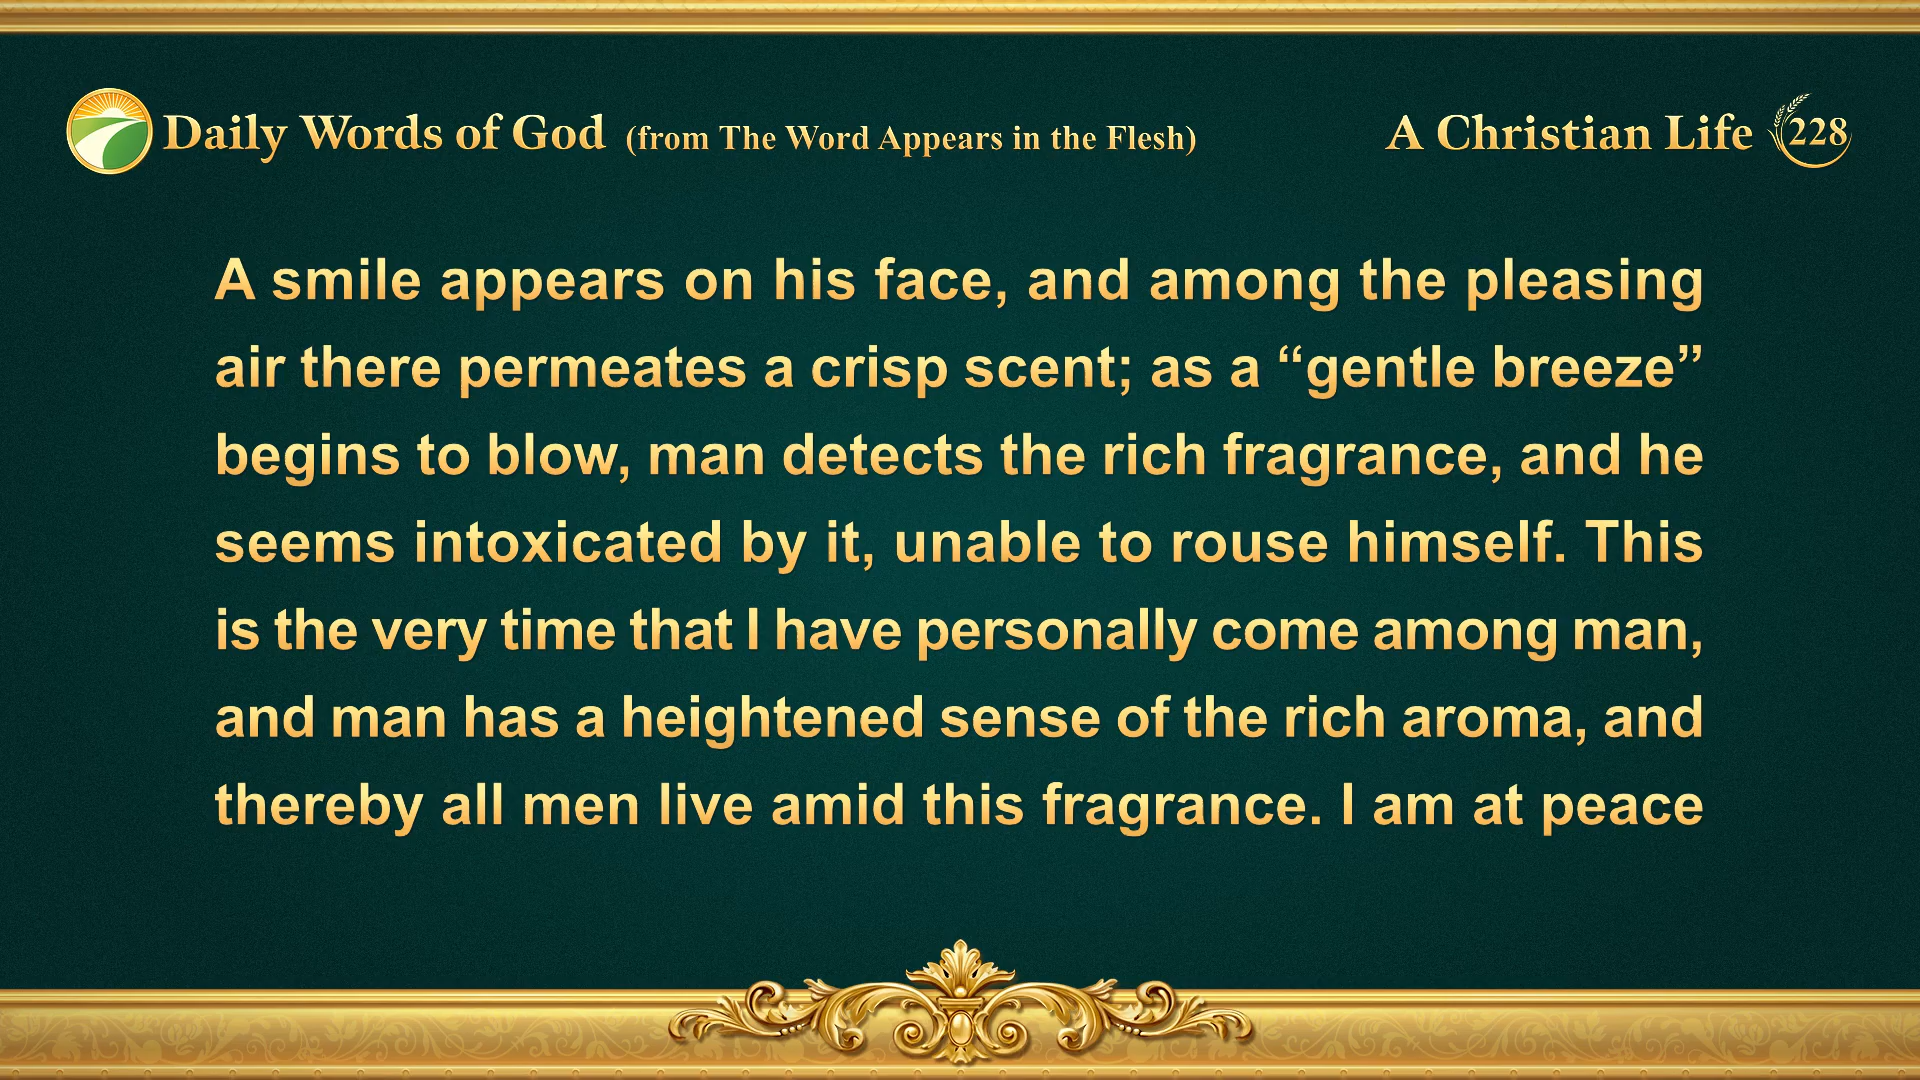 Daily Words of God (from The Word Appears in the Flesh)
A Christian Life 228
A smile appears on his face, and among the pleasing
air there permeates a crisp scent; as a “gentle breeze”
begins to blow, man detects the rich fragrance, and he
seems intoxicated by it, unable to rouse himself. This
is the very time that I have personally come among man,
and man has a heightened sense of the rich aroma, and
thereby all men live amid this fragrance. I am at peace